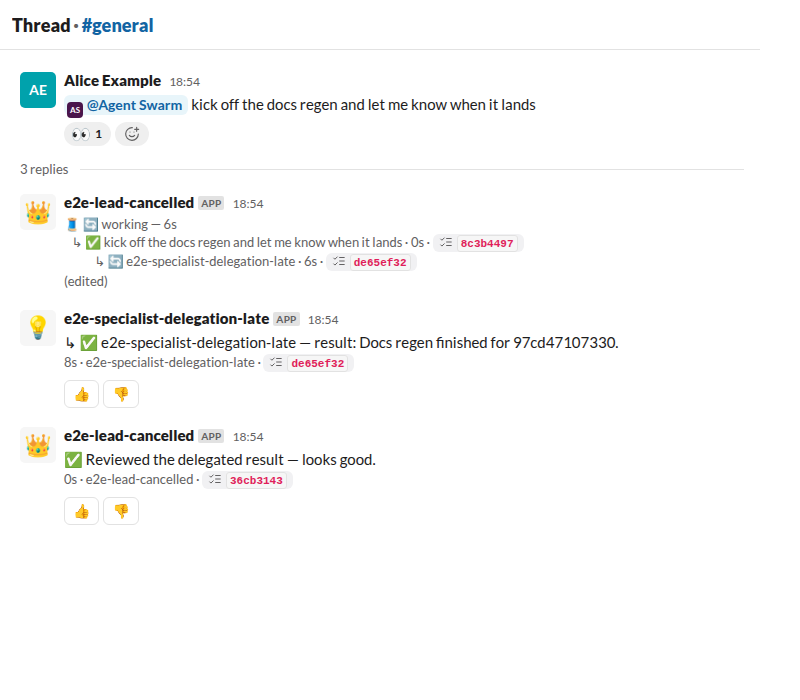 Thread · #general
AE
Alice Example 18:54
AS @Agent Swarm kick off the docs regen and let me know when it lands
👀 1
3 replies
e2e-lead-cancelled APP 18:54
🧵 🔄 working — 6s
↳ ✅ kick off the docs regen and let me know when it lands · 0s · 8c3b4497
↳ 🔄 e2e-specialist-delegation-late · 6s · de65ef32
(edited)
e2e-specialist-delegation-late APP 18:54
↳ ✅ e2e-specialist-delegation-late — result: Docs regen finished for 97cd47107330.
8s · e2e-specialist-delegation-late · de65ef32
👍 👎
e2e-lead-cancelled APP 18:54
✅ Reviewed the delegated result — looks good.
0s · e2e-lead-cancelled · 36cb3143
👍 👎